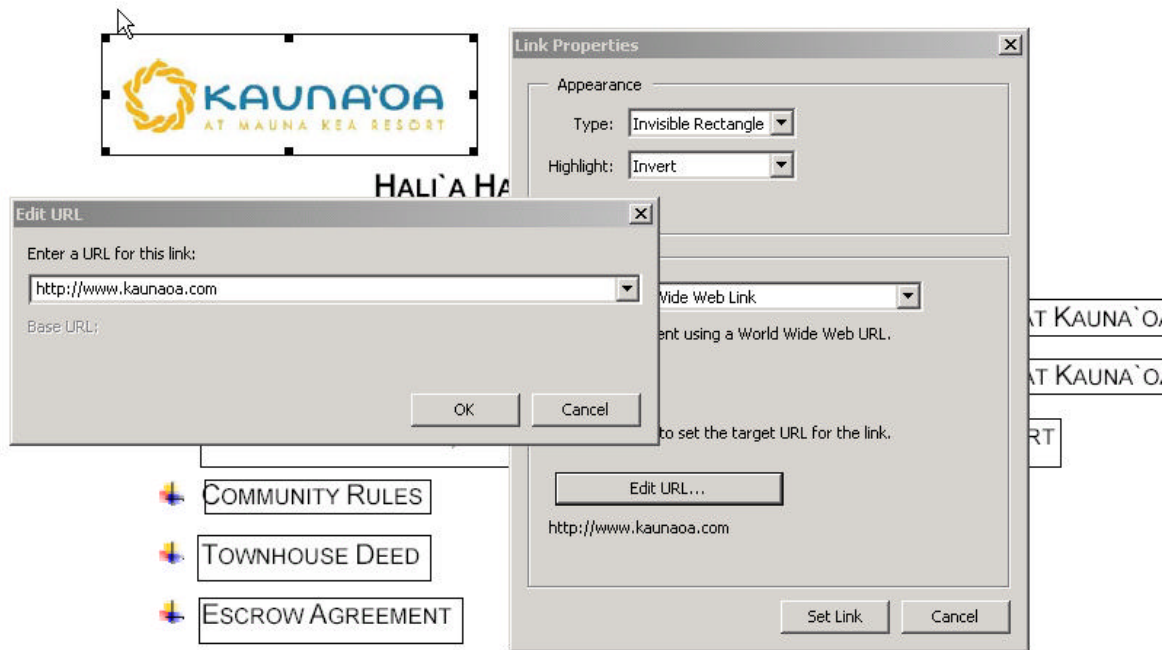 KAUNA'OA
AT MAUNA KEA RESORT
HALI`A HA
Link Properties
Appearance
Type: Invisible Rectangle
Highlight: Invert
Edit URL
Enter a URL for this link:
http://www.kaunaoa.com
Base URL:
OK Cancel
Wide Web Link
ent using a World Wide Web URL.
to set the target URL for the link.
Edit URL...
http://www.kaunaoa.com
Set Link Cancel
AT KAUNA`OA
AT KAUNA`OA
RT
COMMUNITY RULES
TOWNHOUSE DEED
ESCROW AGREEMENT